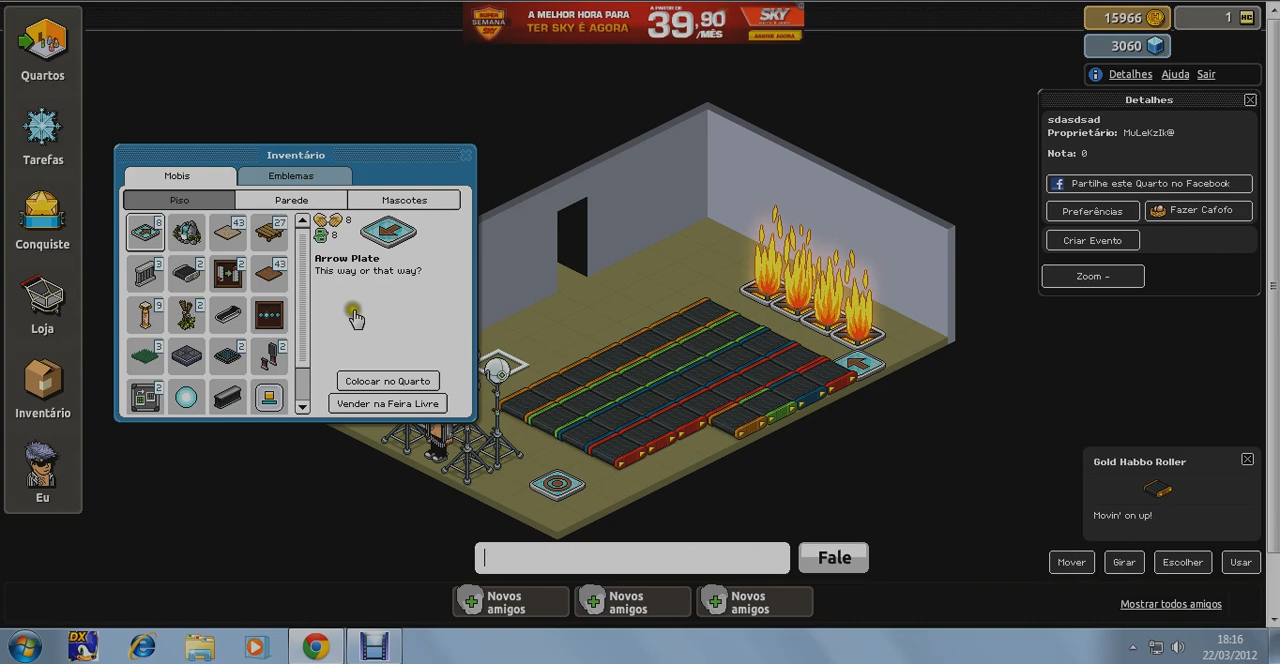 SUPER
SEMANA
SKY
A MELHOR HORA PARA
TER SKY É AGORA
A PARTIR DE
39,90
/MÊS
SKY
ASSINE AGORA
15966
1
HC
3060
Quartos
Tarefas
Conquiste
Loja
Inventário
Eu
Detalhes Ajuda Sair
Detalhes
sdasdsad
Proprietário: MuLeKzIk@
Nota: 0
Partilhe este Quarto no Facebook
Preferências
Fazer Cafofo
Criar Evento
Zoom -
Inventário
Mobis
Emblemas
Piso
Parede
Mascotes
8
43
27
3
2
2
43
9
2
3
2
2
2
8
8
Arrow Plate
This way or that way?
Colocar no Quarto
Vender na Feira Livre
Gold Habbo Roller
Movin' on up!
Mover
Girar
Escolher
Usar
Fale
Novos
amigos
Novos
amigos
Novos
amigos
Mostrar todos amigos
DX
18:16
22/03/2012